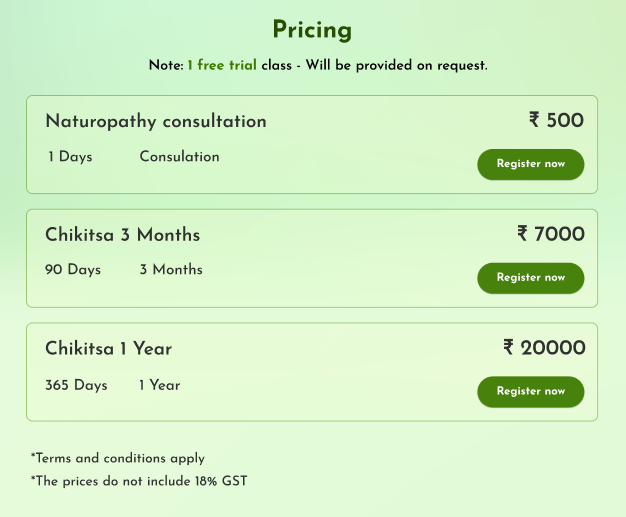 Pricing
Note: 1 free trial class - Will be provided on request.
Naturopathy consultation ₹ 500
1 Days Consulation
Register now
Chikitsa 3 Months ₹ 7000
90 Days 3 Months
Register now
Chikitsa 1 Year ₹ 20000
365 Days 1 Year
Register now
*Terms and conditions apply
*The prices do not include 18% GST